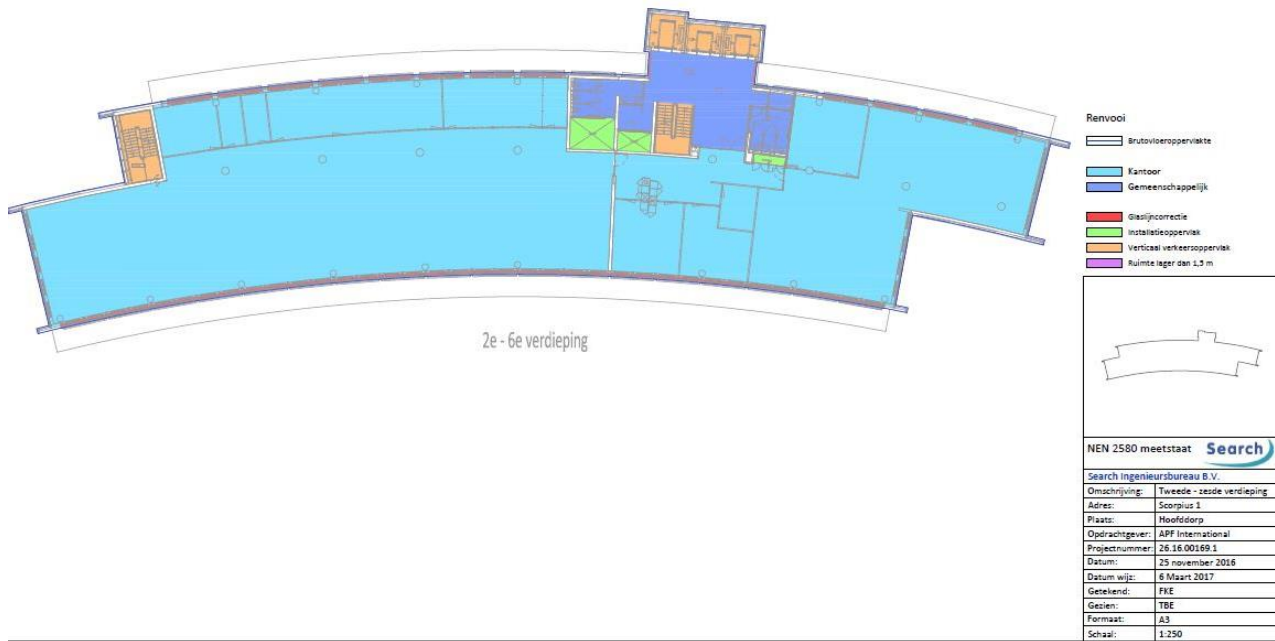 Renvooi
Brutovloeroppervlakte
Kantoor
Gemeenschappelijk
Glaslijncorrectie
Installatieoppervlak
Verticaal verkeersoppervlak
Ruimte lager dan 1,5 m
2e - 6e verdieping
NEN 2580 meetstaat Search
Search Ingenieursbureau B.V.
Omschrijving: Tweede - zesde verdieping
Adres: Scorpius 1
Plaats: Hoofddorp
Opdrachtgever: APF International
Projectnummer: 26.16.00169.1
Datum: 25 november 2016
Datum wijz: 6 Maart 2017
Getekend: FKE
Gezien: TBE
Formaat: A3
Schaal: 1:250